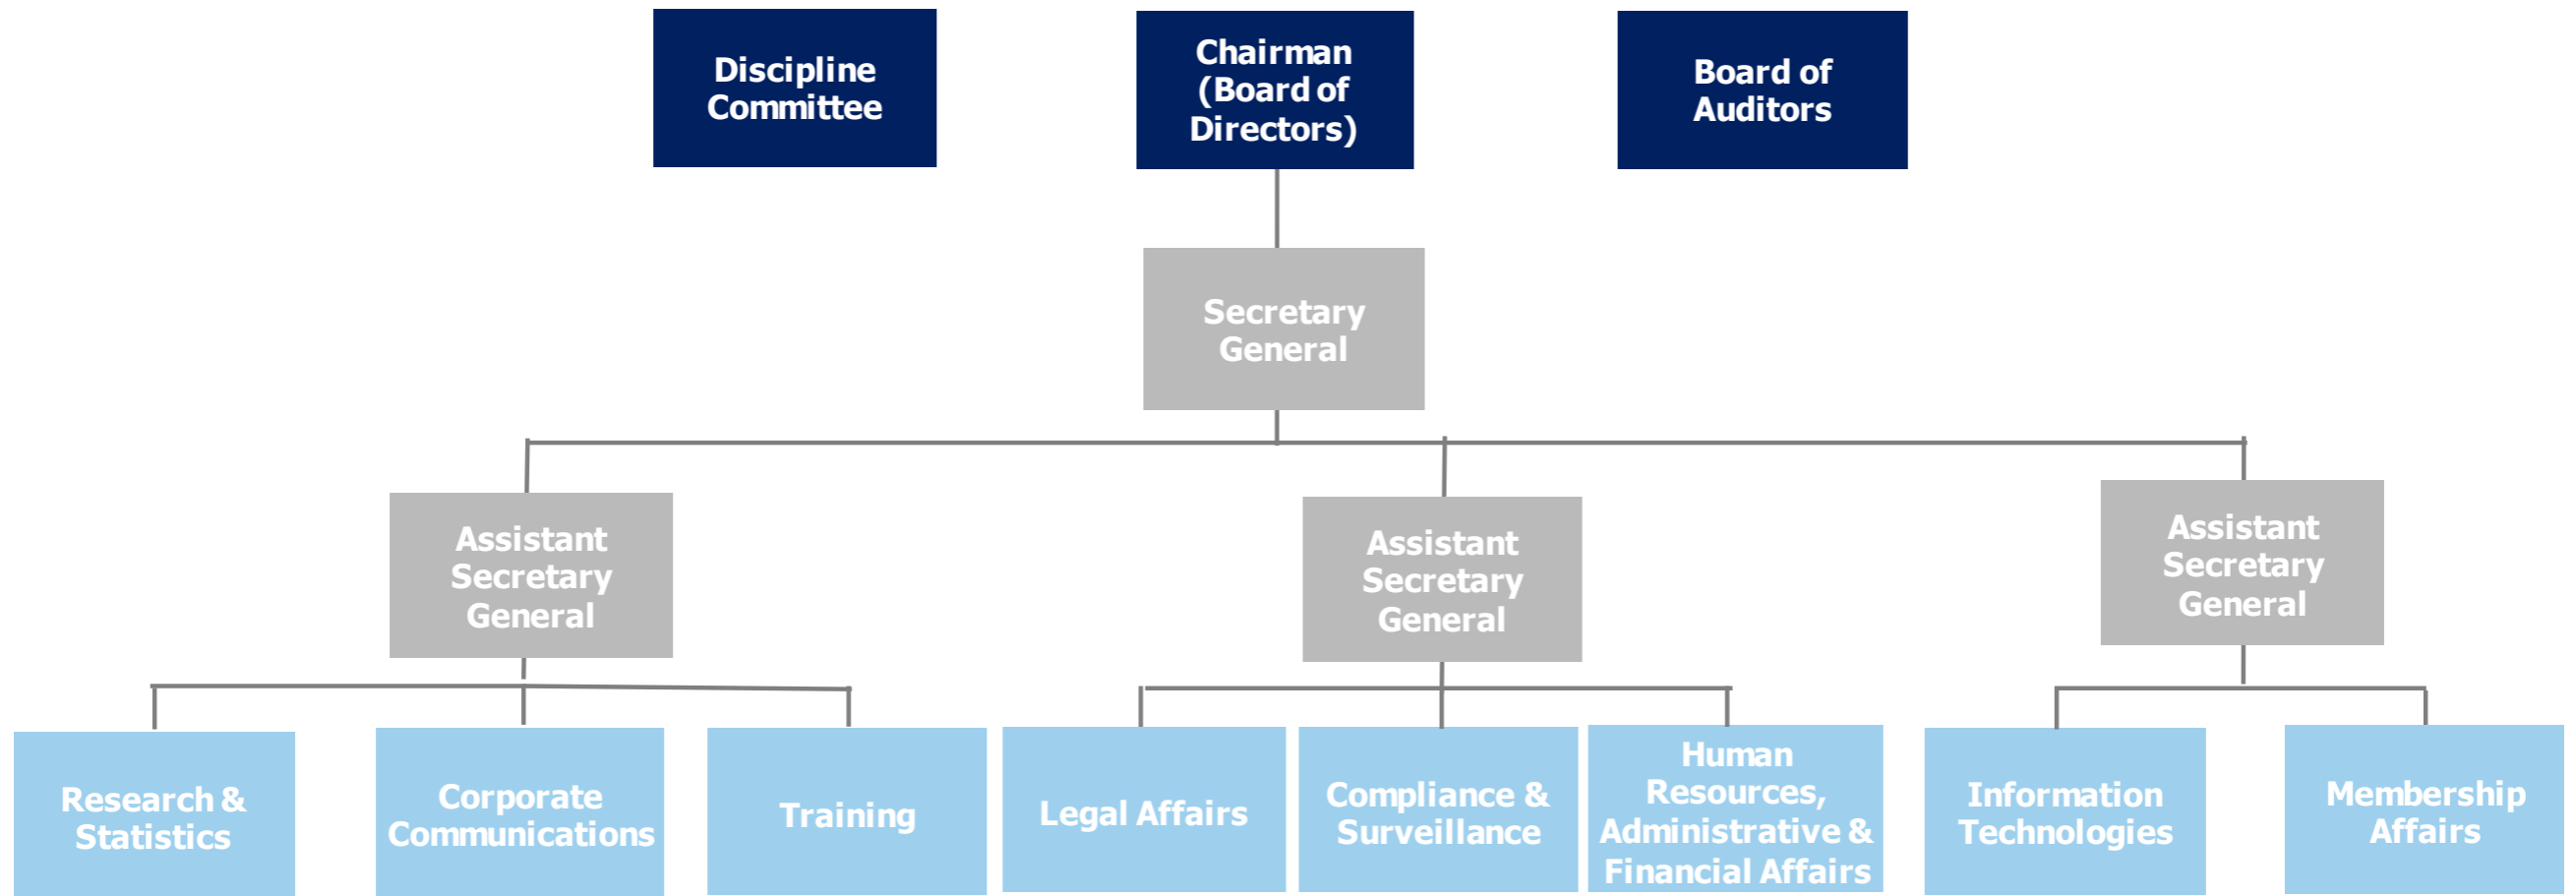 Discipline
Committee
Chairman
(Board of
Directors)
Board of
Auditors
Secretary
General
Assistant
Secretary
General
Assistant
Secretary
General
Assistant
Secretary
General
Research &
Statistics
Corporate
Communications
Training
Legal Affairs
Compliance &
Surveillance
Human
Resources,
Administrative &
Financial Affairs
Information
Technologies
Membership
Affairs